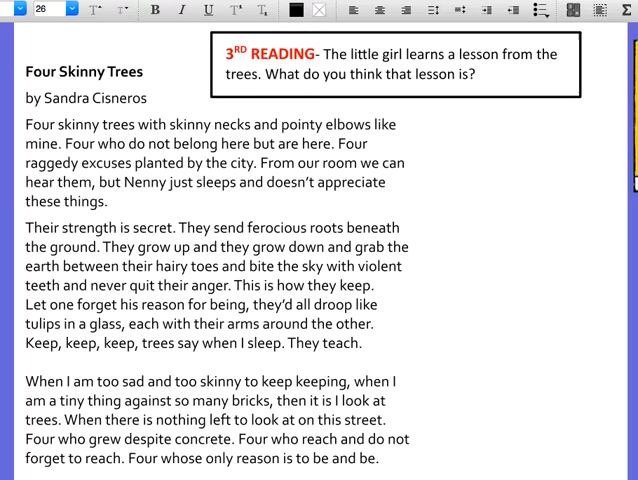 26
3RD READING- The little girl learns a lesson from the
trees. What do you think that lesson is?
Four Skinny Trees
by Sandra Cisneros
Four skinny trees with skinny necks and pointy elbows like
mine. Four who do not belong here but are here. Four
raggedy excuses planted by the city. From our room we can
hear them, but Nenny just sleeps and doesn't appreciate
these things.
Their strength is secret. They send ferocious roots beneath
the ground. They grow up and they grow down and grab the
earth between their hairy toes and bite the sky with violent
teeth and never quit their anger. This is how they keep.
Let one forget his reason for being, they'd all droop like
tulips in a glass, each with their arms around the other.
Keep, keep, keep, trees say when I sleep. They teach.
When I am too sad and too skinny to keep keeping, when I
am a tiny thing against so many bricks, then it is I look at
trees. When there is nothing left to look at on this street.
Four who grew despite concrete. Four who reach and do not
forget to reach. Four whose only reason is to be and be.